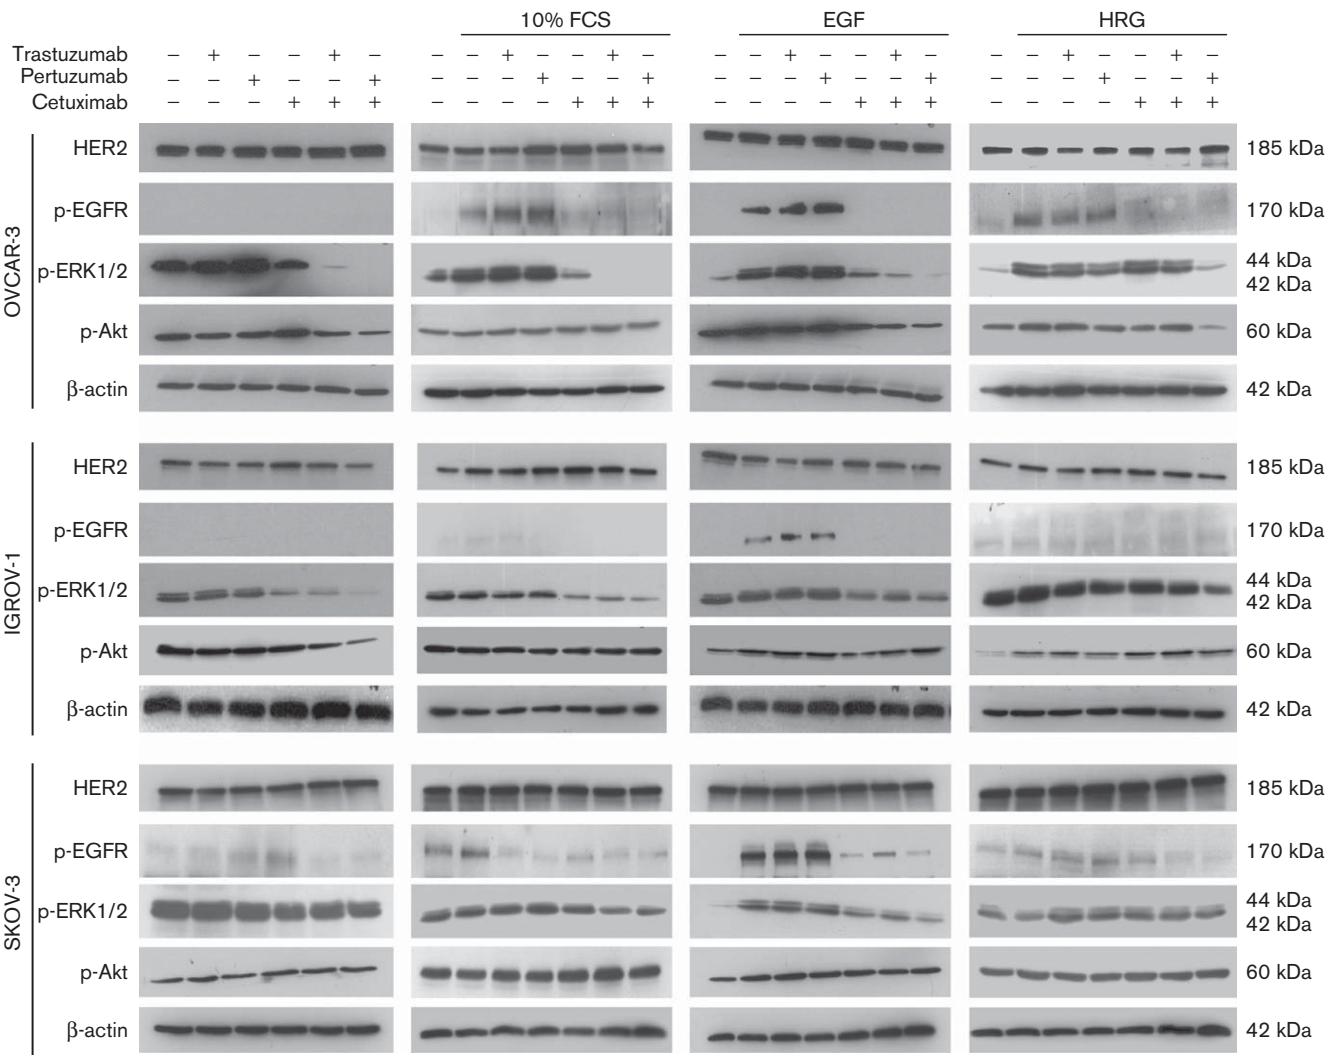 10% FCS EGF HRG
Trastuzumab – + – – + – – – + – – + – – – + – – + – – – + – – + –
Pertuzumab – – + – – + – – – + – – + – – – + – – + – – – + – – +
Cetuximab – – – + + + – – – – + + + – – – – + + + – – – – + + +
OVCAR-3
HER2 185 kDa
p-EGFR 170 kDa
p-ERK1/2 44 kDa
42 kDa
p-Akt 60 kDa
β-actin 42 kDa
IGROV-1
HER2 185 kDa
p-EGFR 170 kDa
p-ERK1/2 44 kDa
42 kDa
p-Akt 60 kDa
β-actin 42 kDa
SKOV-3
HER2 185 kDa
p-EGFR 170 kDa
p-ERK1/2 44 kDa
42 kDa
p-Akt 60 kDa
β-actin 42 kDa